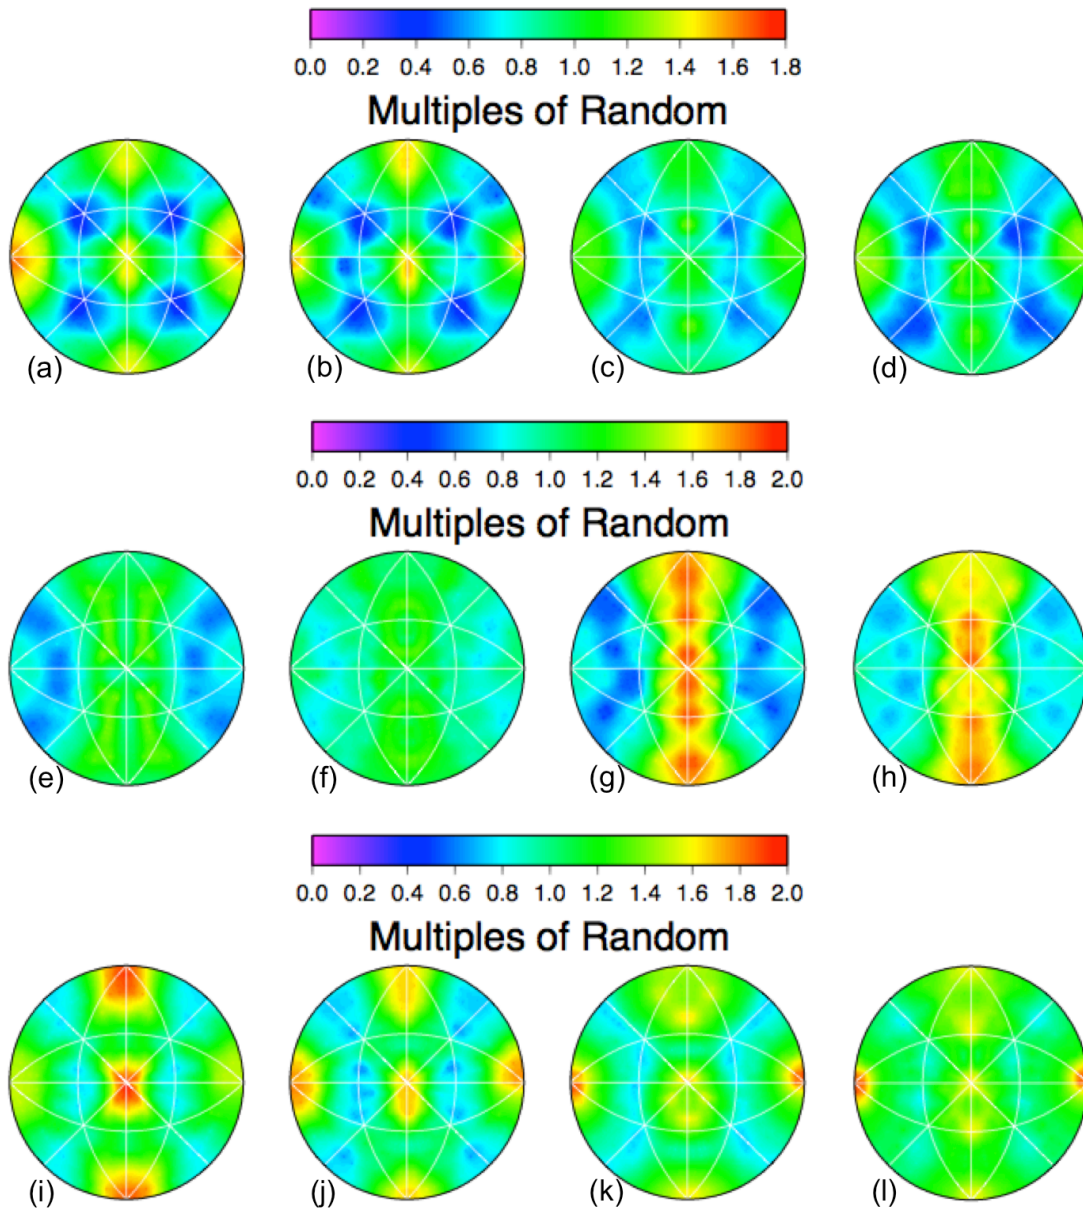 0.0 0.2 0.4 0.6 0.8 1.0 1.2 1.4 1.6 1.8
Multiples of Random
(a) (b) (c) (d)
0.0 0.2 0.4 0.6 0.8 1.0 1.2 1.4 1.6 1.8 2.0
Multiples of Random
(e) (f) (g) (h)
0.0 0.2 0.4 0.6 0.8 1.0 1.2 1.4 1.6 1.8 2.0
Multiples of Random
(i) (j) (k) (l)